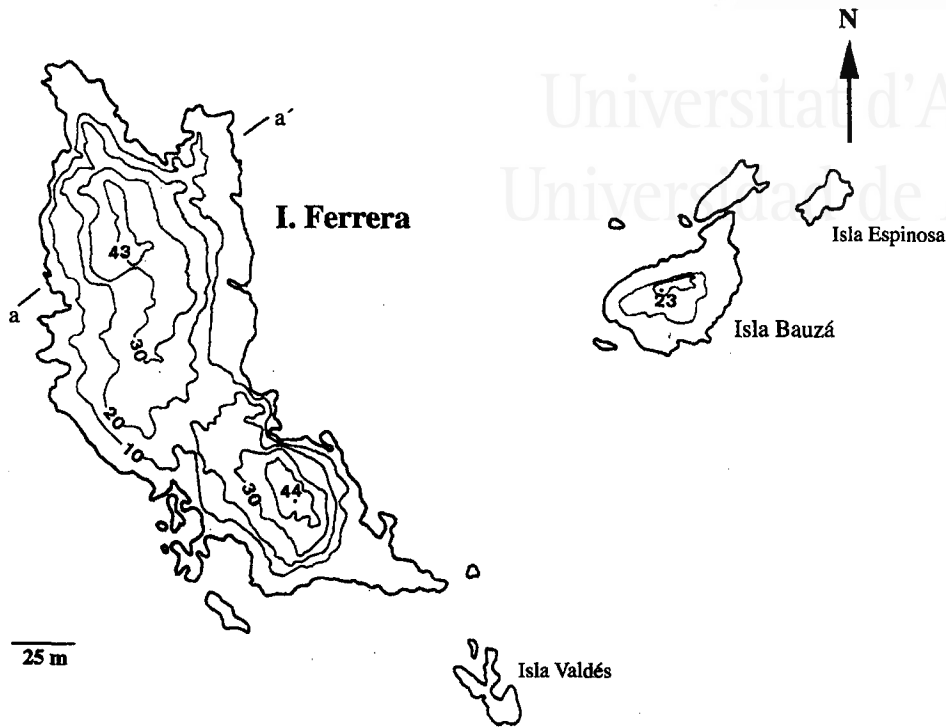 N
Universitat d'A
Universidad de
a´
I. Ferrera
Isla Espinosa
43
23
Isla Bauzá
a
30
20
10
30
44
25 m
Isla Valdés